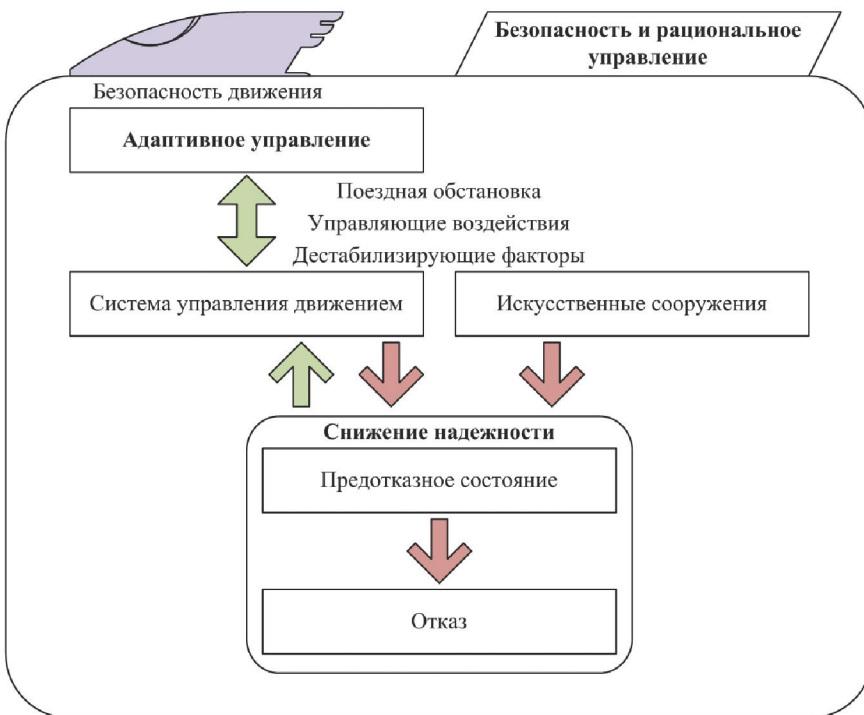 Безопасность и рациональное
управление
Безопасность движения
Адаптивное управление
Поездная обстановка
Управляющие воздействия
Дестабилизирующие факторы
Система управления движением
Искусственные сооружения
Снижение надежности
Предотказное состояние
Отказ